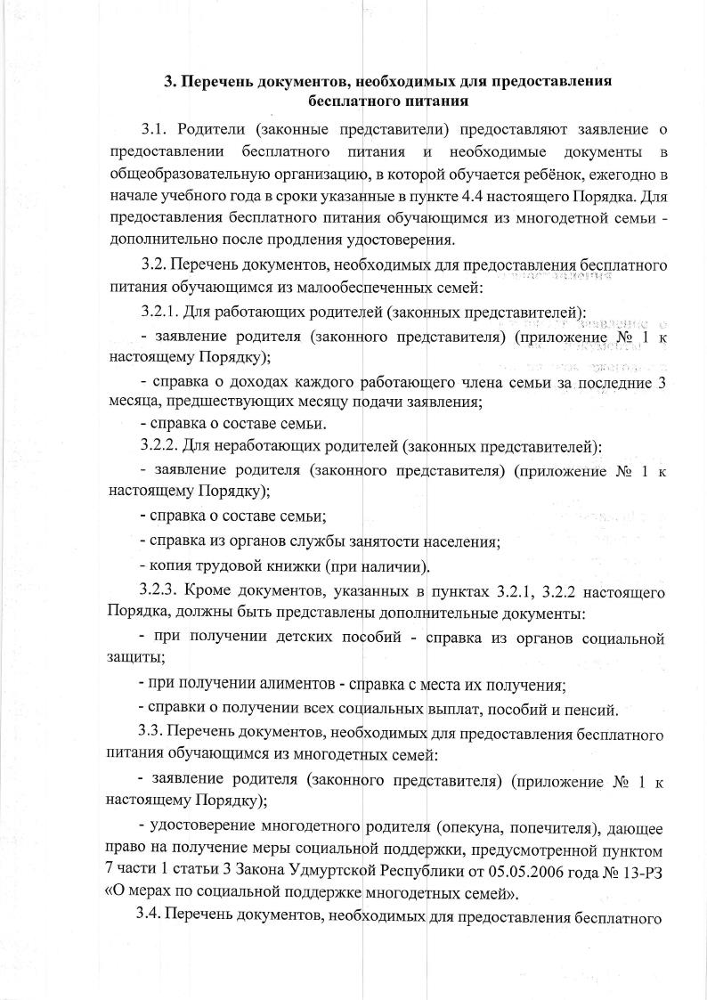 3. Перечень документов, необходимых для предоставления
бесплатного питания
3.1. Родители (законные представители) предоставляют заявление о
предоставлении бесплатного питания и необходимые документы в
общеобразовательную организацию, в которой обучается ребёнок, ежегодно в
начале учебного года в сроки указанные в пункте 4.4 настоящего Порядка. Для
предоставления бесплатного питания обучающимся из многодетной семьи -
дополнительно после продления удостоверения.
3.2. Перечень документов, необходимых для предоставления бесплатного
питания обучающимся из малообеспеченных семей:
3.2.1. Для работающих родителей (законных представителей):
- заявление родителя (законного представителя) (приложение № 1 к
настоящему Порядку);
- справка о доходах каждого работающего члена семьи за последние 3
месяца, предшествующих месяцу подачи заявления;
- справка о составе семьи.
3.2.2. Для неработающих родителей (законных представителей):
- заявление родителя (законного представителя) (приложение № 1 к
настоящему Порядку);
- справка о составе семьи;
- справка из органов службы занятости населения;
- копия трудовой книжки (при наличии).
3.2.3. Кроме документов, указанных в пунктах 3.2.1, 3.2.2 настоящего
Порядка, должны быть представлены дополнительные документы:
- при получении детских пособий - справка из органов социальной
защиты;
- при получении алиментов - справка с места их получения;
- справки о получении всех социальных выплат, пособий и пенсий.
3.3. Перечень документов, необходимых для предоставления бесплатного
питания обучающимся из многодетных семей:
- заявление родителя (законного представителя) (приложение № 1 к
настоящему Порядку);
- удостоверение многодетного родителя (опекуна, попечителя), дающее
право на получение меры социальной поддержки, предусмотренной пунктом
7 части 1 статьи 3 Закона Удмуртской Республики от 05.05.2006 года № 13-РЗ
«О мерах по социальной поддержке многодетных семей».
3.4. Перечень документов, необходимых для предоставления бесплатного